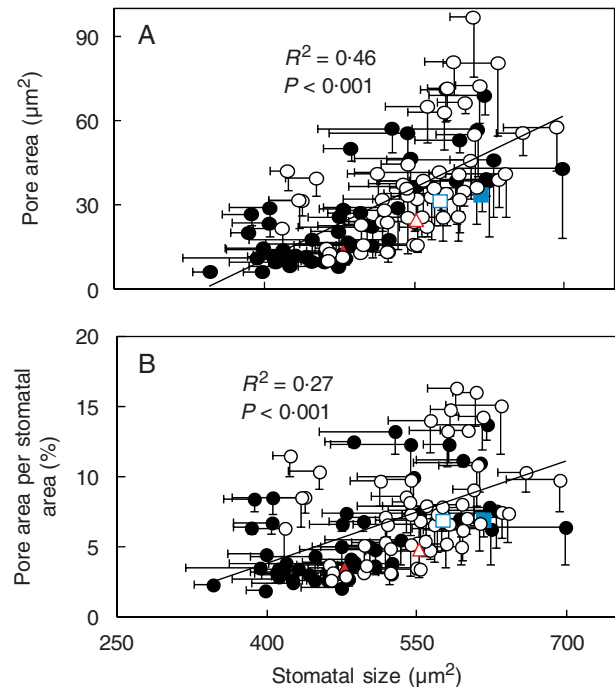 A
R² = 0·46
P < 0·001
90
60
30
0
Pore area (µm²)
B
R² = 0·27
P < 0·001
20
15
10
5
0
Pore area per stomatal
area (%)
250
400
550
700
Stomatal size (µm²)